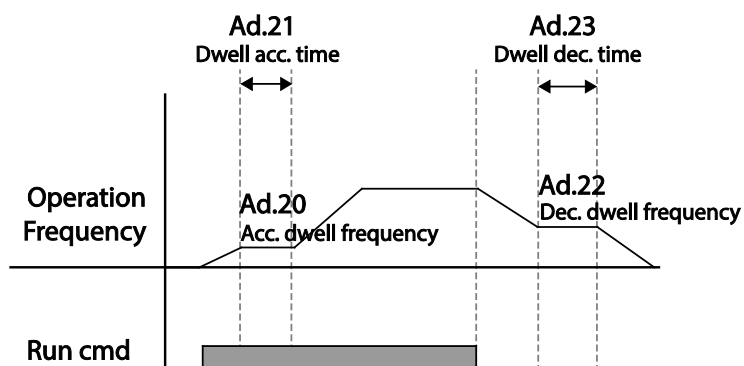 Ad.21
Dwell acc. time
Ad.23
Dwell dec. time
Operation
Frequency
Ad.20
Acc. dwell frequency
Ad.22
Dec. dwell frequency
Run cmd